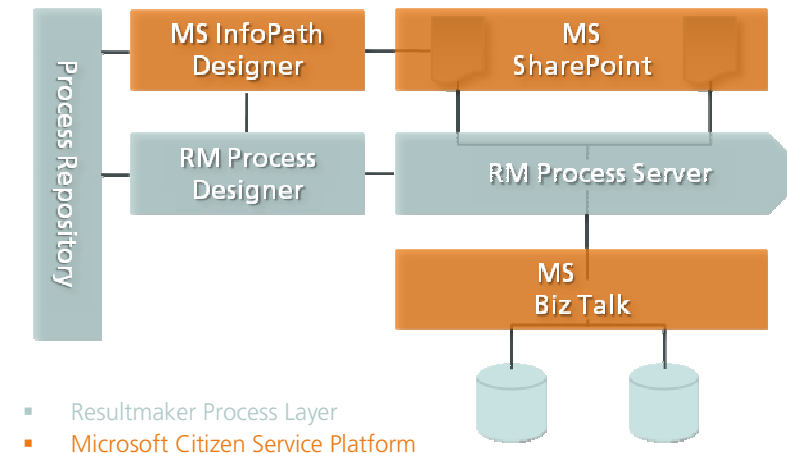 Process Repository
MS InfoPath
Designer
MS
SharePoint
RM Process
Designer
RM Process Server
MS
Biz Talk
▪ Resultmaker Process Layer
▪ Microsoft Citizen Service Platform